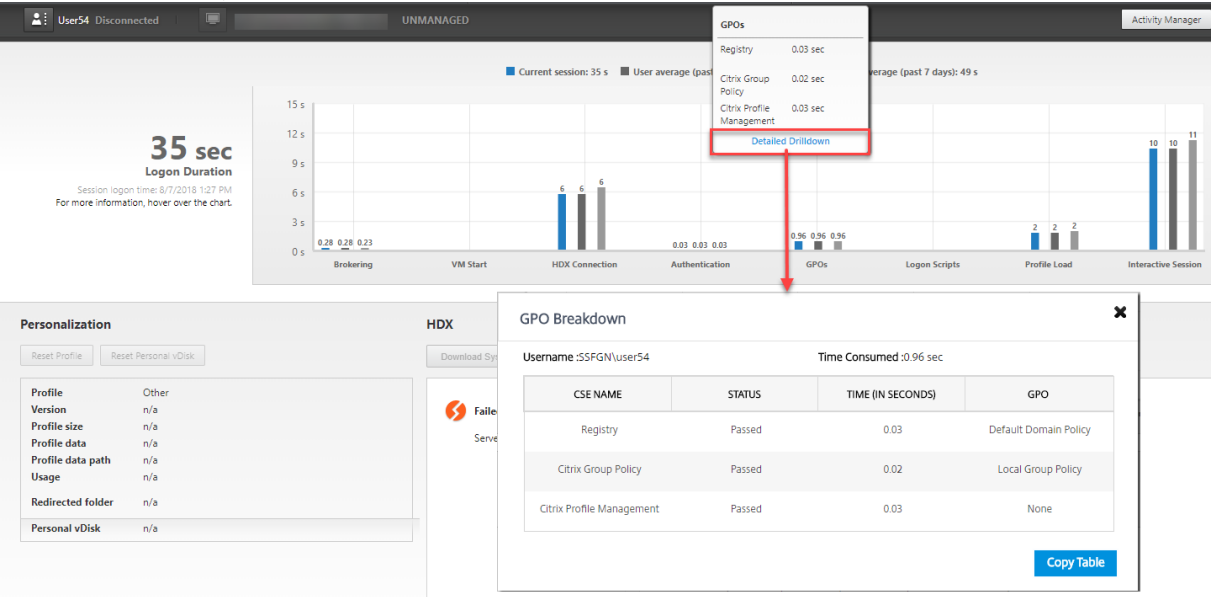 User54 Disconnected
UNMANAGED
Activity Manager
GPOs
Registry 0.03 sec
Citrix Group
Policy 0.02 sec
Citrix Profile
Management 0.03 sec
Detailed Drilldown
Current session: 35 s User average (past verage (past 7 days): 49 s
35 sec
Logon Duration
Session logon time: 8/7/2018 1:27 PM
For more information, hover over the chart.
15 s
12 s
9 s
6 s
3 s
0 s
0.28 0.28 0.23
6 6 6
0.03 0.03 0.03
0.96 0.96 0.96
2 2 2
10 10 11
Brokering VM Start HDX Connection Authentication GPOs Logon Scripts Profile Load Interactive Session
Personalization
Reset Profile Reset Personal vDisk
Profile Other
Version n/a
Profile size n/a
Profile data n/a
Profile data path n/a
Usage n/a
Redirected folder n/a
Personal vDisk n/a
HDX
Download Sy
Faile
Serve
GPO Breakdown
Username :SSFGN\user54 Time Consumed :0.96 sec
CSE NAME STATUS TIME (IN SECONDS) GPO
Registry Passed 0.03 Default Domain Policy
Citrix Group Policy Passed 0.02 Local Group Policy
Citrix Profile Management Passed 0.03 None
Copy Table